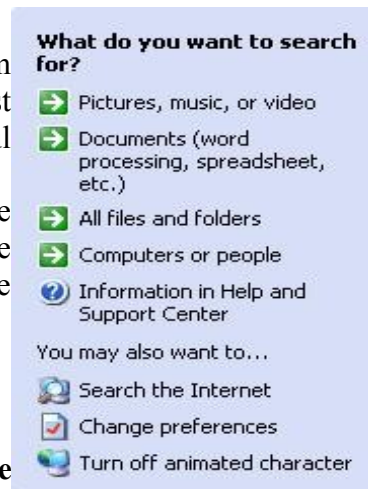 What do you want to search
for?
Pictures, music, or video
Documents (word
processing, spreadsheet,
etc.)
All files and folders
Computers or people
Information in Help and
Support Center
You may also want to...
Search the Internet
Change preferences
Turn off animated character